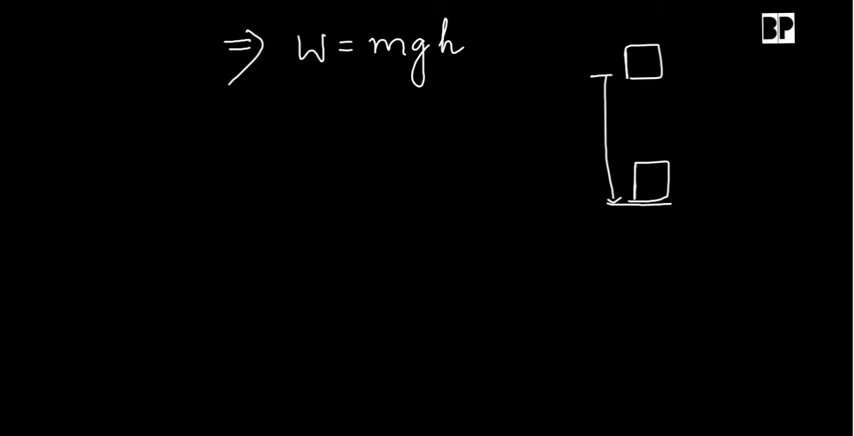 ⇒ W = mgh
BP